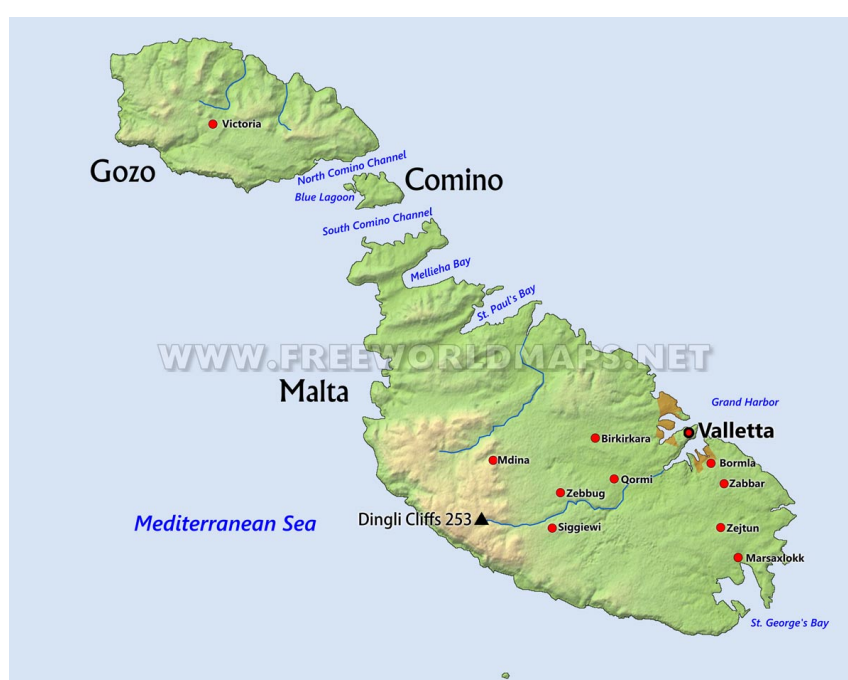 Victoria
Gozo
North Comino Channel
Comino
Blue Lagoon
South Comino Channel
Mellieha Bay
St. Paul's Bay
WWW.FREEWORLDMAPS.NET
Malta
Grand Harbor
Valletta
Birkirkara
Mdina
Bormla
Qormi
Zabbar
Zebbug
Dingli Cliffs 253
Mediterranean Sea
Siggiewi
Zejtun
Marsaxlokk
St. George's Bay